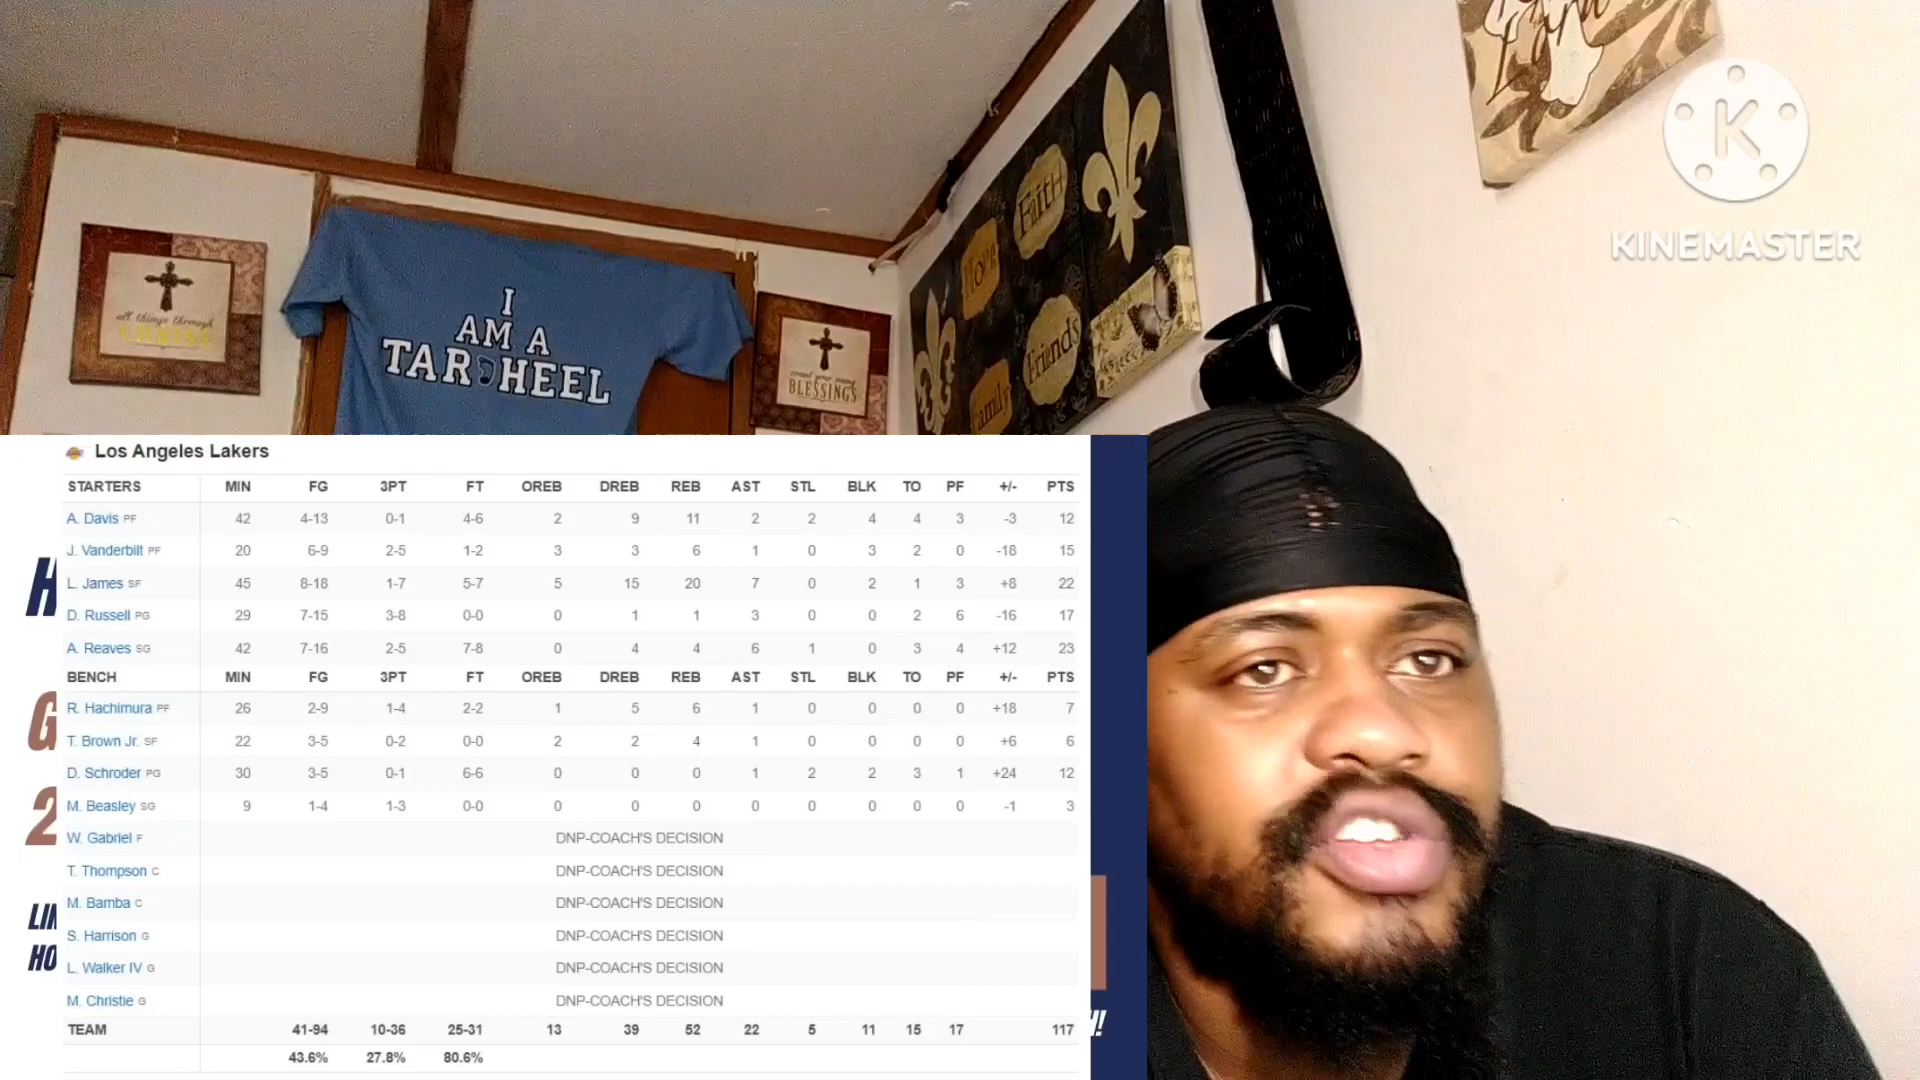 KINEMASTER
all things through
CHRIST
I
AM A
TAR HEEL
BLESSINGS
Hope
Faith
Family
Friends
Los Angeles Lakers
STARTERS MIN FG 3PT FT OREB DREB REB AST STL BLK TO PF +/- PTS
A. Davis PF 42 4-13 0-1 4-6 2 9 11 2 2 4 4 3 -3 12
J. Vanderbilt PF 20 6-9 2-5 1-2 3 3 6 1 0 3 2 0 -18 15
L. James SF 45 8-18 1-7 5-7 5 15 20 7 0 2 1 3 +8 22
D. Russell PG 29 7-15 3-8 0-0 0 1 1 3 0 0 2 6 -16 17
A. Reaves SG 42 7-16 2-5 7-8 0 4 4 6 1 0 3 4 +12 23
BENCH MIN FG 3PT FT OREB DREB REB AST STL BLK TO PF +/- PTS
R. Hachimura PF 26 2-9 1-4 2-2 1 5 6 1 0 0 0 0 +18 7
T. Brown Jr. SF 22 3-5 0-2 0-0 2 2 4 1 0 0 0 0 +6 6
D. Schroder PG 30 3-5 0-1 6-6 0 0 0 1 2 2 3 1 +24 12
M. Beasley SG 9 1-4 1-3 0-0 0 0 0 0 0 0 0 0 -1 3
W. Gabriel F DNP-COACH'S DECISION
T. Thompson C DNP-COACH'S DECISION
M. Bamba C DNP-COACH'S DECISION
S. Harrison G DNP-COACH'S DECISION
L. Walker IV G DNP-COACH'S DECISION
M. Christie G DNP-COACH'S DECISION
TEAM 41-94 10-36 25-31 13 39 52 22 5 11 15 17 117
43.6% 27.8% 80.6%
H
G
2
LIN
HO
!